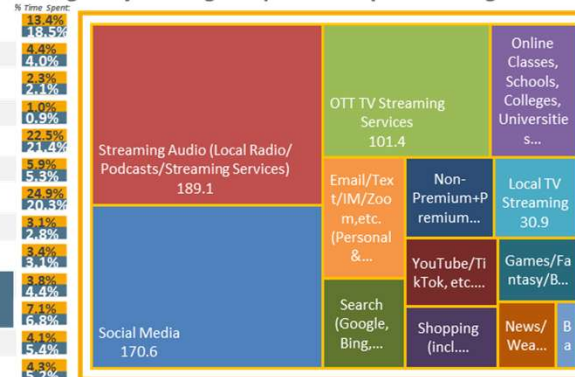 % Time Spent:
13.4%
18.5%
4.4%
4.0%
2.3%
2.1%
1.0%
0.9%
22.5%
21.4%
5.9%
5.3%
24.9%
20.3%
3.1%
2.8%
3.4%
3.1%
3.8%
4.4%
7.1%
6.8%
4.1%
5.4%
4.3%
5.2%
Streaming Audio (Local Radio/
Podcasts/Streaming Services)
189.1
Social Media
170.6
OTT TV Streaming
Services
101.4
Online
Classes,
Schools,
Colleges,
Universitie
s...
Email/Tex
t/IM/Zoo
m,etc.
(Personal
&...
Non-
Premium+P
remium...
Local TV
Streaming
30.9
YouTube/Ti
kTok, etc....
Games/Fa
ntasy/B...
Search
(Google,
Bing,...
Shopping
(incl....
News/
Wea...
B
a